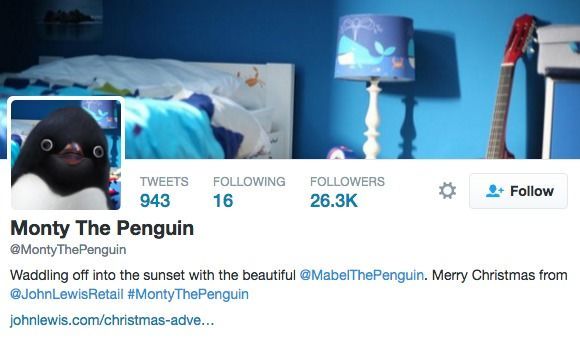 TWEETS FOLLOWING FOLLOWERS
943 16 26.3K
Follow
Monty The Penguin
@MontyThePenguin
Waddling off into the sunset with the beautiful @MabelThePenguin. Merry Christmas from
@JohnLewisRetail #MontyThePenguin
johnlewis.com/christmas-adve…